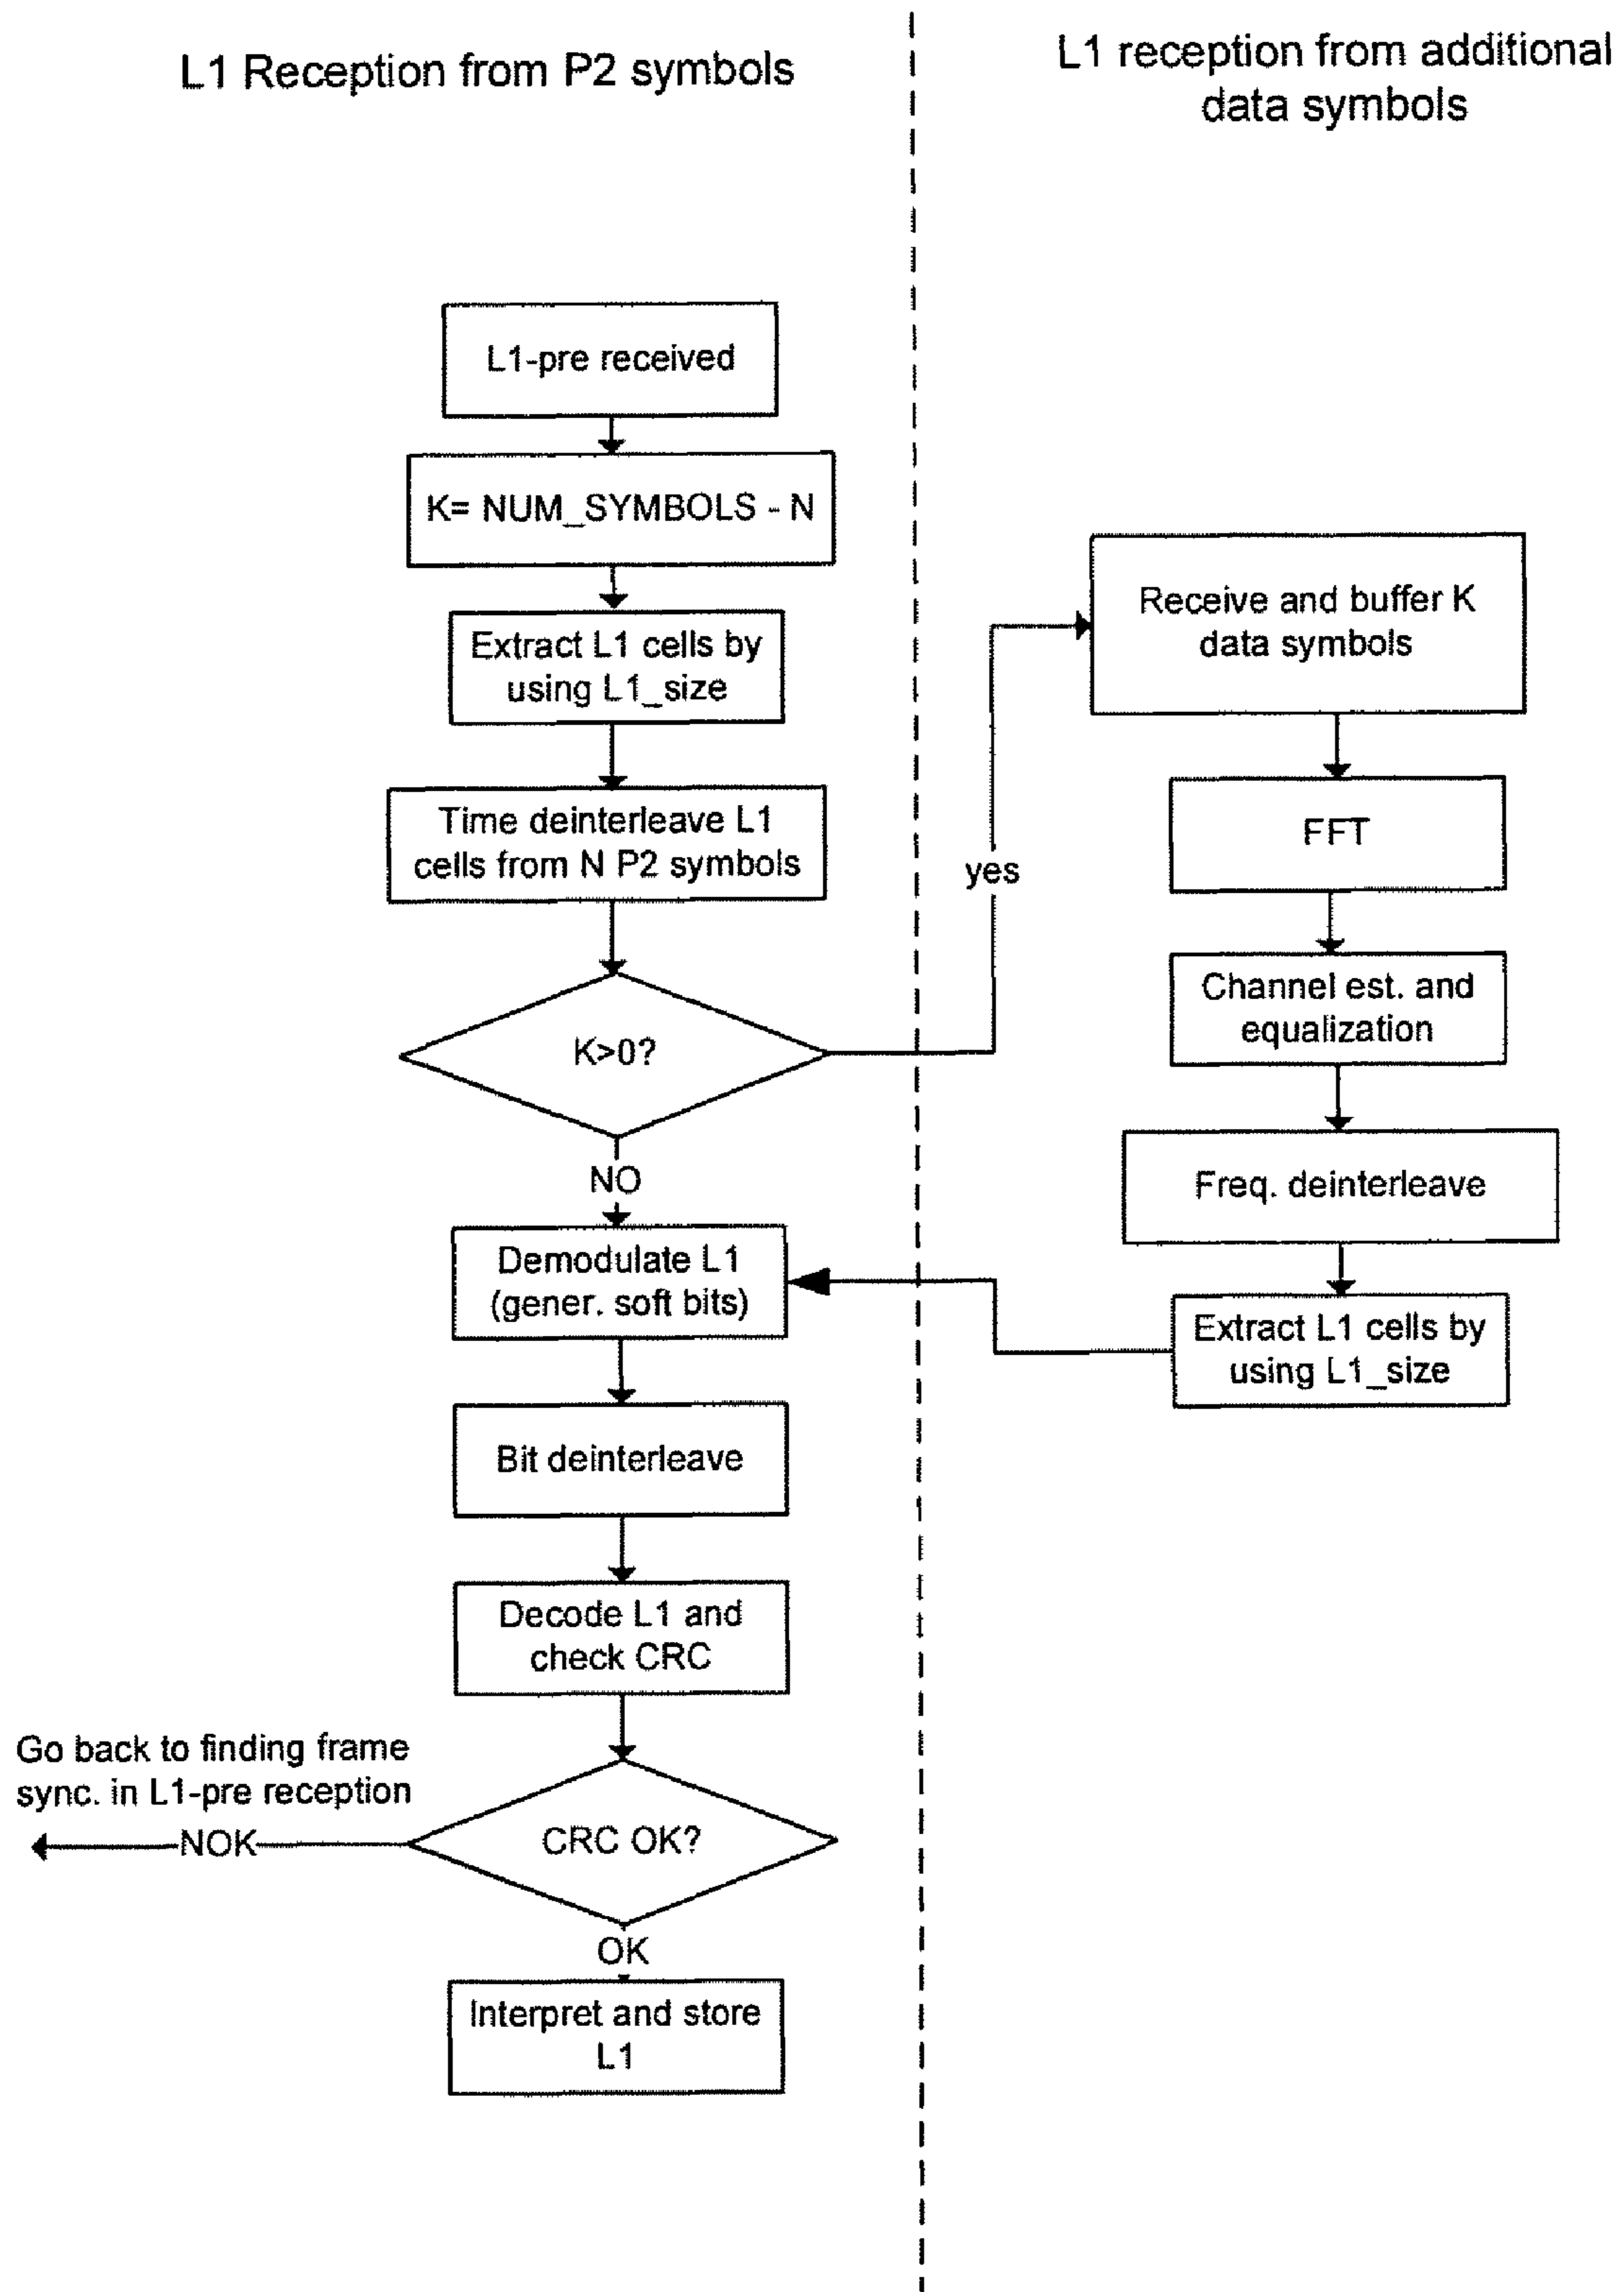 L1 Reception from P2 symbols
L1-pre received
K= NUM_SYMBOLS - N
Extract L1 cells by
using L1_size
Time deinterleave L1
cells from N P2 symbols
K>0?
yes
NO
Demodulate L1
(gener. soft bits)
Bit deinterleave
Decode L1 and
check CRC
Go back to finding frame
sync. in L1-pre reception
NOK
CRC OK?
OK
Interpret and store
L1
L1 reception from additional
data symbols
Receive and buffer K
data symbols
FFT
Channel est. and
equalization
Freq. deinterleave
Extract L1 cells by
using L1_size